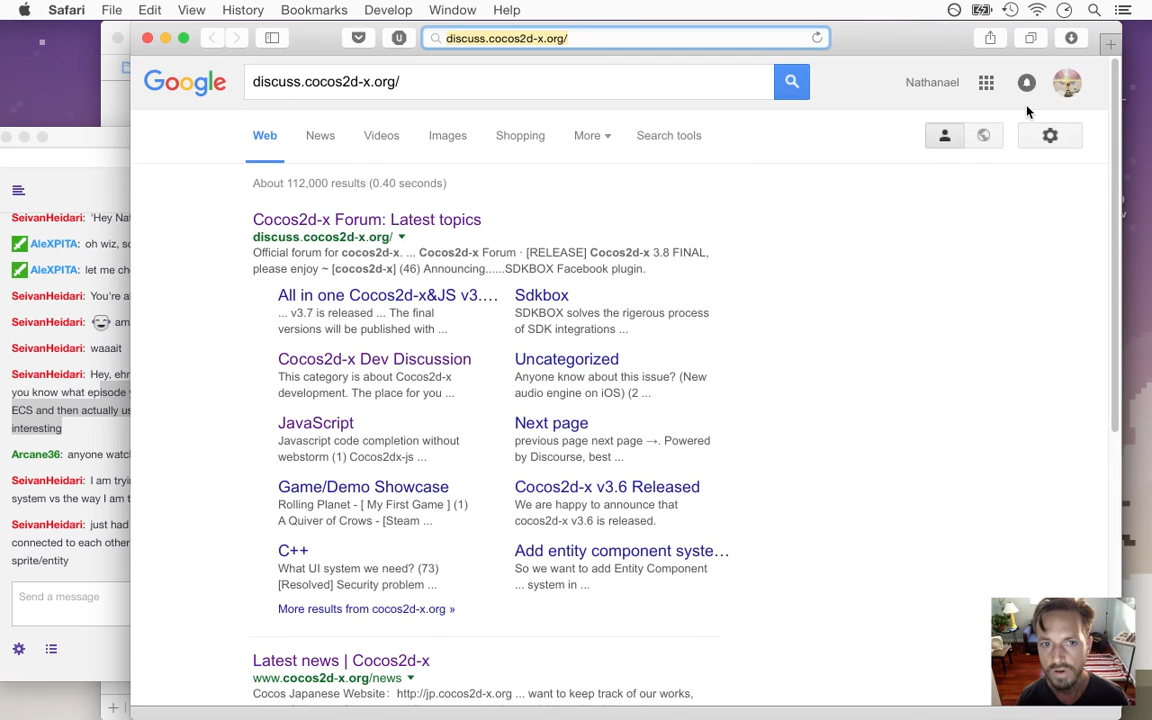 Safari File Edit View History Bookmarks Develop Window Help
discuss.cocos2d-x.org/
Google
discuss.cocos2d-x.org/
Nathanael
Web News Videos Images Shopping More Search tools
About 112,000 results (0.40 seconds)
Cocos2d-x Forum: Latest topics
discuss.cocos2d-x.org/
Official forum for cocos2d-x. ... Cocos2d-x Forum · [RELEASE] Cocos2d-x 3.8 FINAL,
please enjoy ~ [cocos2d-x] (46) Announcing......SDKBOX Facebook plugin.
All in one Cocos2d-x&JS v3....
... v3.7 is released ... The final
versions will be published with ...
Sdkbox
SDKBOX solves the rigerous process
of SDK integrations ...
Cocos2d-x Dev Discussion
This category is about Cocos2d-x
development. The place for you ...
Uncategorized
Anyone know about this issue? (New
audio engine on iOS) (2 ...
JavaScript
Javascript code completion without
webstorm (1) Cocos2dx-js ...
Next page
previous page next page →. Powered
by Discourse, best ...
Game/Demo Showcase
Rolling Planet - [ My First Game ] (1)
A Quiver of Crows - [Steam ...
Cocos2d-x v3.6 Released
We are happy to announce that
cocos2d-x v3.6 is released.
C++
What UI system we need? (73)
[Resolved] Security problem ...
Add entity component syste...
So we want to add Entity Component
... system in ...
More results from cocos2d-x.org »
Latest news | Cocos2d-x
www.cocos2d-x.org/news
Cocos Japanese Website：http://jp.cocos2d-x.org ... want to keep track of our works,
SeivanHeidari: 'Hey Nat
AleXPITA: oh wiz, so
AleXPITA: let me che
SeivanHeidari: You're al
SeivanHeidari: am
SeivanHeidari: waaait
SeivanHeidari: Hey, ehr
you know what episode y
ECS and then actually us
interesting
Arcane36: anyone watc
SeivanHeidari: I am tryi
system vs the way I am t
SeivanHeidari: just had
connected to each other
sprite/entity
Send a message